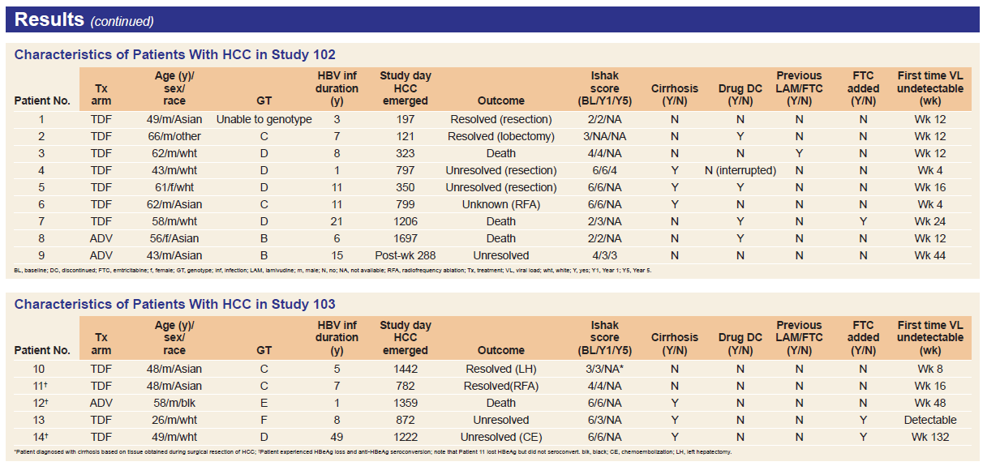 Results (continued)
Characteristics of Patients With HCC in Study 102
Patient No. Tx arm Age (y)/ sex/ race GT HBV inf duration (y) Study day HCC emerged Outcome Ishak score (BL/Y1/Y5) Cirrhosis (Y/N) Drug DC (Y/N) Previous LAM/FTC (Y/N) FTC added (Y/N) First time VL undetectable (wk)
1 TDF 49/m/Asian Unable to genotype 3 197 Resolved (resection) 2/2/NA N N N N Wk 12
2 TDF 66/m/other C 7 121 Resolved (lobectomy) 3/NA/NA N Y N N Wk 12
3 TDF 62/m/wht D 8 323 Death 4/4/NA N N Y N Wk 12
4 TDF 43/m/wht D 1 797 Unresolved (resection) 6/6/4 Y N (interrupted) N N Wk 4
5 TDF 61/f/wht D 11 350 Unresolved (resection) 6/6/NA Y Y N N Wk 16
6 TDF 62/m/Asian C 11 799 Unknown (RFA) 6/6/NA Y N N N Wk 4
7 TDF 58/m/wht D 21 1206 Death 2/3/NA N Y N Y Wk 24
8 ADV 56/f/Asian B 6 1697 Death 2/2/NA N Y N N Wk 12
9 ADV 43/m/Asian B 15 Post-wk 288 Unresolved 4/3/3 N N N N Wk 44
BL, baseline; DC, discontinued; FTC, emtricitabine; f, female; GT, genotype; inf, infection; LAM, lamivudine; m, male; N, no; NA, not available; RFA, radiofrequency ablation; Tx, treatment; VL, viral load; wht, white; Y, yes; Y1, Year 1; Y5, Year 5.
Characteristics of Patients With HCC in Study 103
Patient No. Tx arm Age (y)/ sex/ race GT HBV inf duration (y) Study day HCC emerged Outcome Ishak score (BL/Y1/Y5) Cirrhosis (Y/N) Drug DC (Y/N) Previous LAM/FTC (Y/N) FTC added (Y/N) First time VL undetectable (wk)
10 TDF 48/m/Asian C 5 1442 Resolved (LH) 3/3/NA* N N N N Wk 8
11† TDF 48/m/Asian C 7 782 Resolved(RFA) 4/4/NA N N N N Wk 16
12† ADV 58/m/blk E 1 1359 Death 6/6/NA Y N N N Wk 48
13 TDF 26/m/wht F 8 872 Unresolved 6/3/NA Y N N Y Detectable
14† TDF 49/m/wht D 49 1222 Unresolved (CE) 6/6/NA Y N N Y Wk 132
*Patient diagnosed with cirrhosis based on tissue obtained during surgical resection of HCC; †Patient experienced HBeAg loss and anti-HBeAg seroconversion; note that Patient 11 lost HBeAg but did not seroconvert. blk, black; CE, chemoembolization; LH, left hepatectomy.